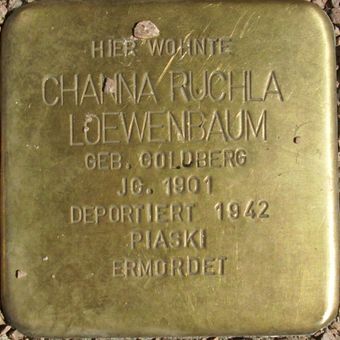 HIER WOHNTE
CHANNA RUCHLA
LOEWENBAUM
GEB. GOLDBERG
JG. 1901
DEPORTIERT 1942
PIASKI
ERMORDET